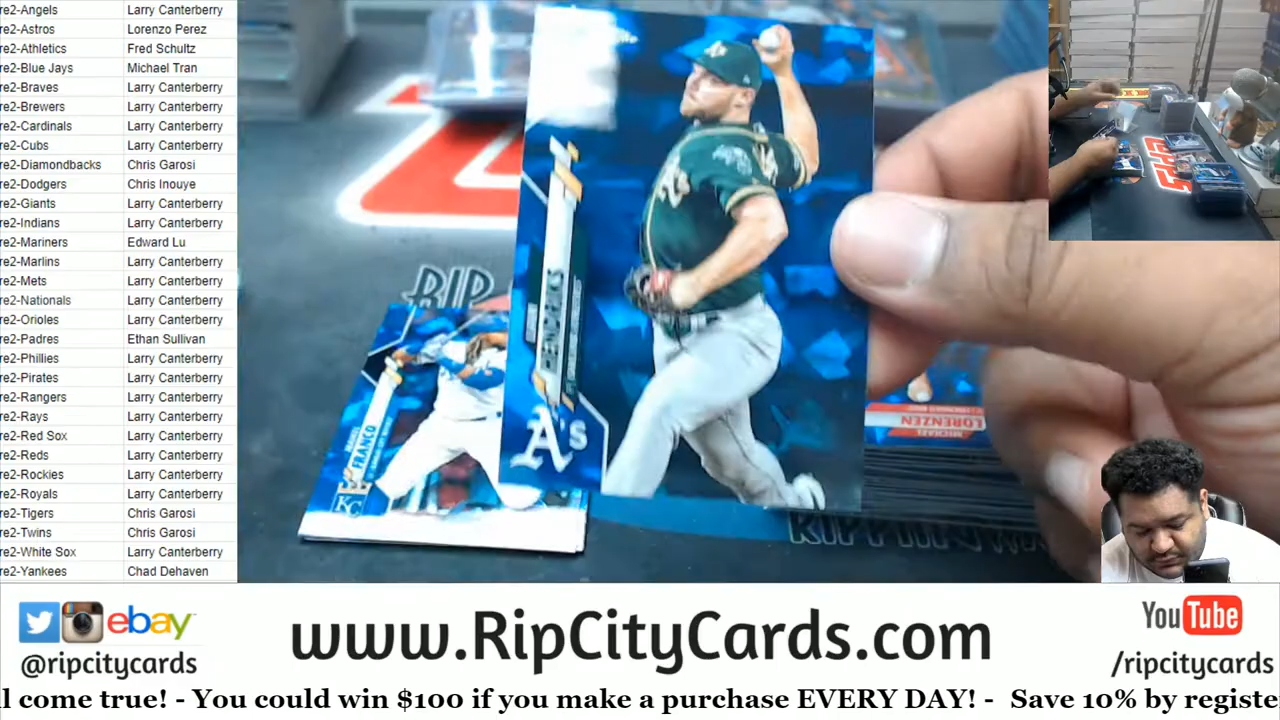 re2-Angels Larry Canterberry
re2-Astros Lorenzo Perez
re2-Athletics Fred Schultz
re2-Blue Jays Michael Tran
re2-Braves Larry Canterberry
re2-Brewers Larry Canterberry
re2-Cardinals Larry Canterberry
re2-Cubs Larry Canterberry
re2-Diamondbacks Chris Garosi
re2-Dodgers Chris Inouye
re2-Giants Larry Canterberry
re2-Indians Larry Canterberry
re2-Mariners Edward Lu
re2-Marlins Larry Canterberry
re2-Mets Larry Canterberry
re2-Nationals Larry Canterberry
re2-Orioles Larry Canterberry
re2-Padres Ethan Sullivan
re2-Phillies Larry Canterberry
re2-Pirates Larry Canterberry
re2-Rangers Larry Canterberry
re2-Rays Larry Canterberry
re2-Red Sox Larry Canterberry
re2-Reds Larry Canterberry
re2-Rockies Larry Canterberry
re2-Royals Larry Canterberry
re2-Tigers Chris Garosi
re2-Twins Chris Garosi
re2-White Sox Larry Canterberry
re2-Yankees Chad Dehaven
RIP
HENDRIKS
A's
FRANCO
KC
MICHAEL
LORENZEN
ebay
@ripcitycards
www.RipCityCards.com
YouTube
/ripcitycards
l come true! - You could win $100 if you make a purchase EVERY DAY! - Save 10% by registe